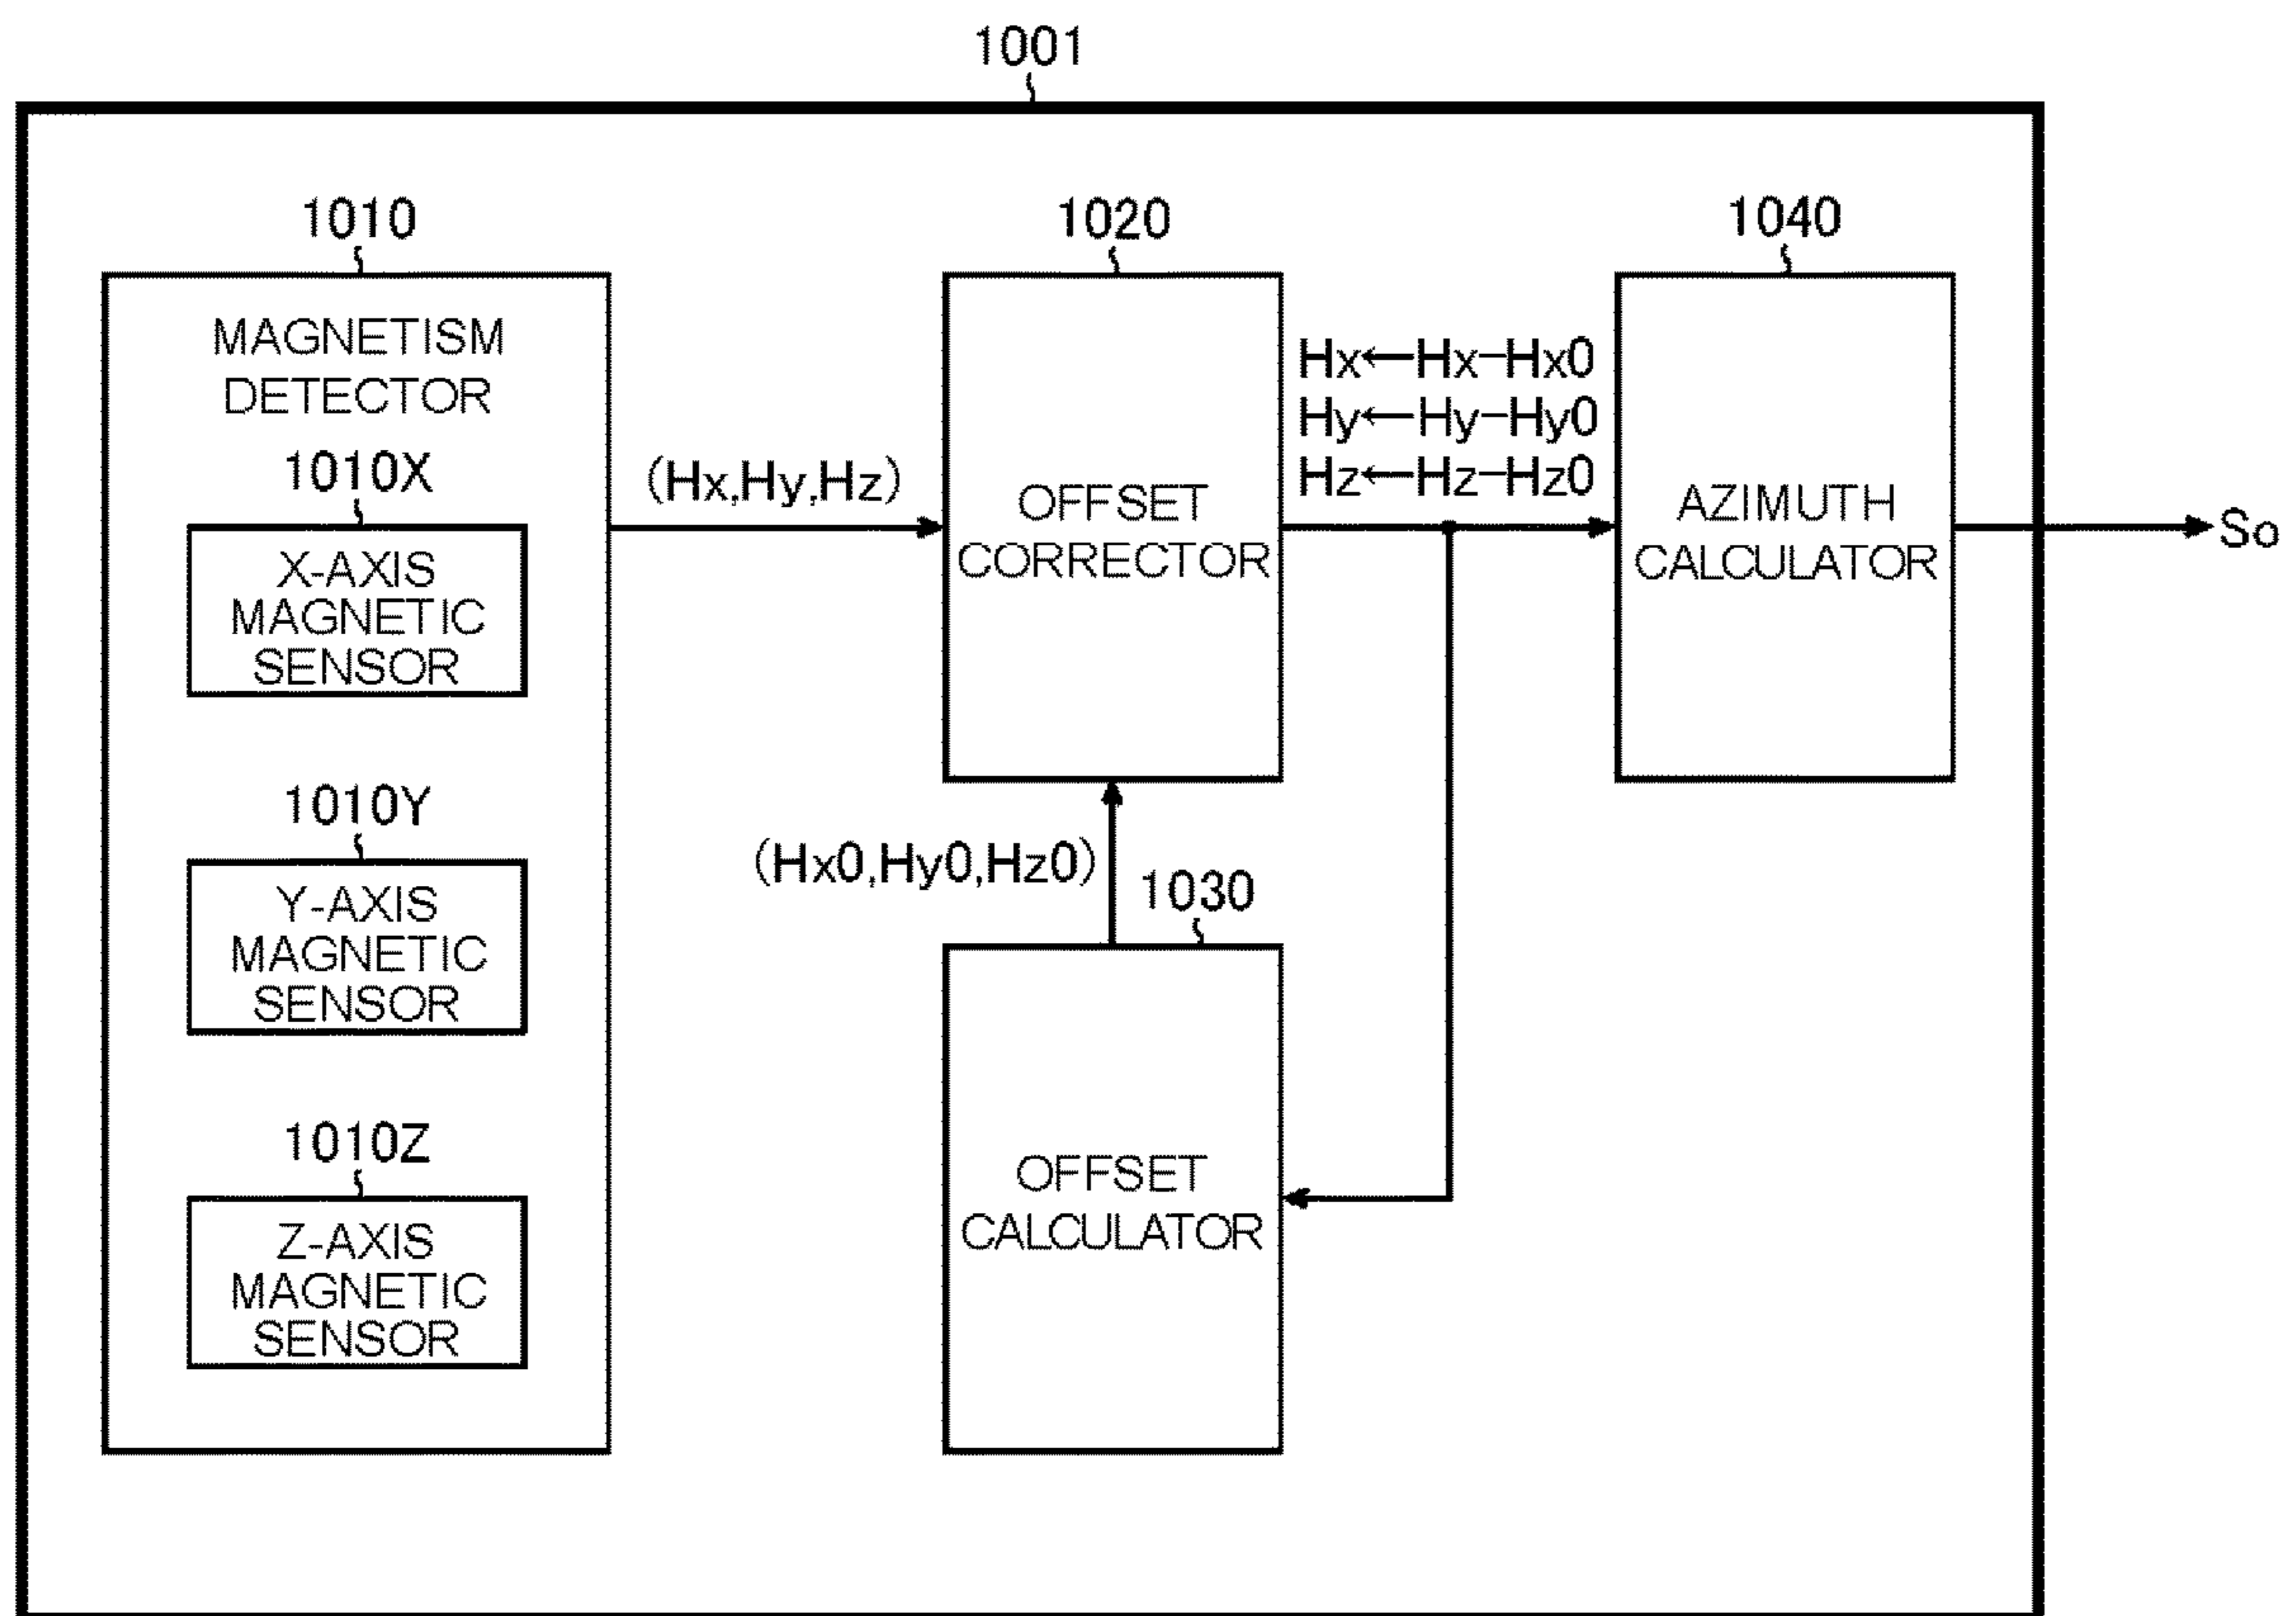 1001
1010
MAGNETISM
DETECTOR
1010X
X-AXIS
MAGNETIC
SENSOR
1010Y
Y-AXIS
MAGNETIC
SENSOR
1010Z
Z-AXIS
MAGNETIC
SENSOR
(Hx,Hy,Hz)
1020
OFFSET
CORRECTOR
(Hx0,Hy0,Hz0)
1030
OFFSET
CALCULATOR
Hx←Hx−Hx0
Hy←Hy−Hy0
Hz←Hz−Hz0
1040
AZIMUTH
CALCULATOR
So